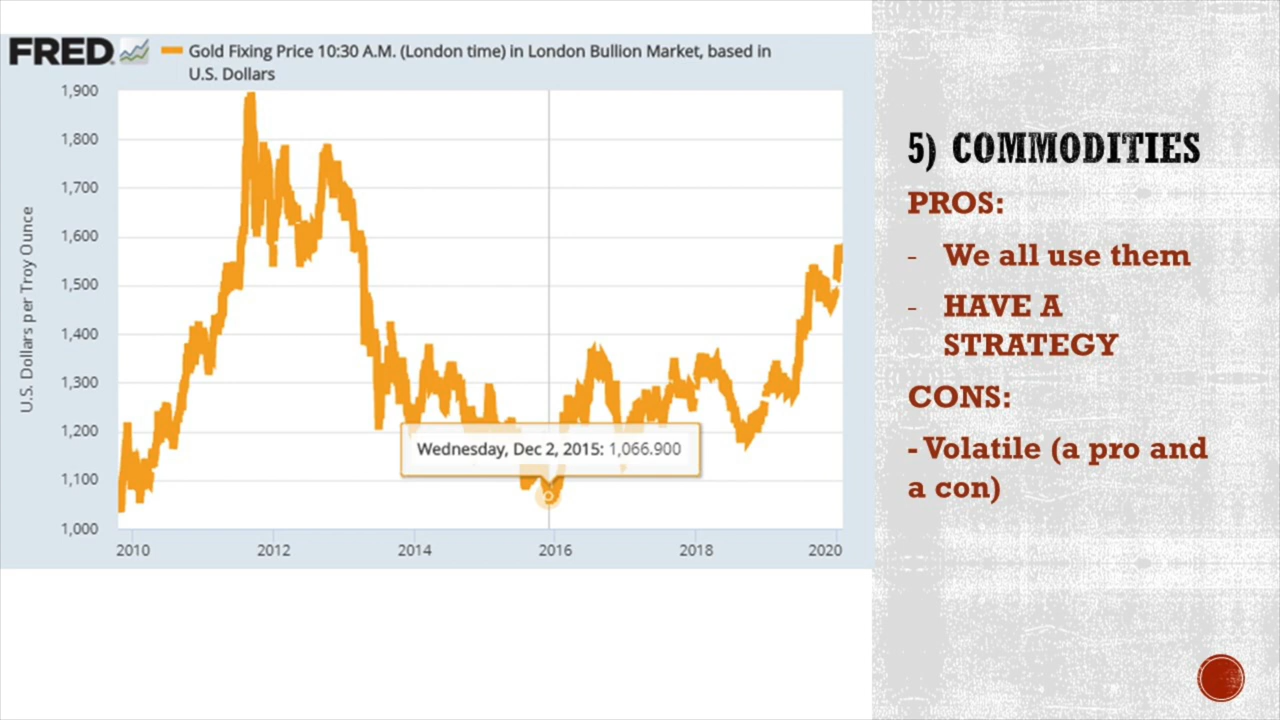 FRED
Gold Fixing Price 10:30 A.M. (London time) in London Bullion Market, based in
U.S. Dollars
U.S. Dollars per Troy Ounce
1,900
1,800
1,700
1,600
1,500
1,400
1,300
1,200
1,100
1,000
Wednesday, Dec 2, 2015: 1,066.900
2010
2012
2014
2016
2018
2020
5) COMMODITIES
PROS:
- We all use them
- HAVE A
STRATEGY
CONS:
- Volatile (a pro and
a con)